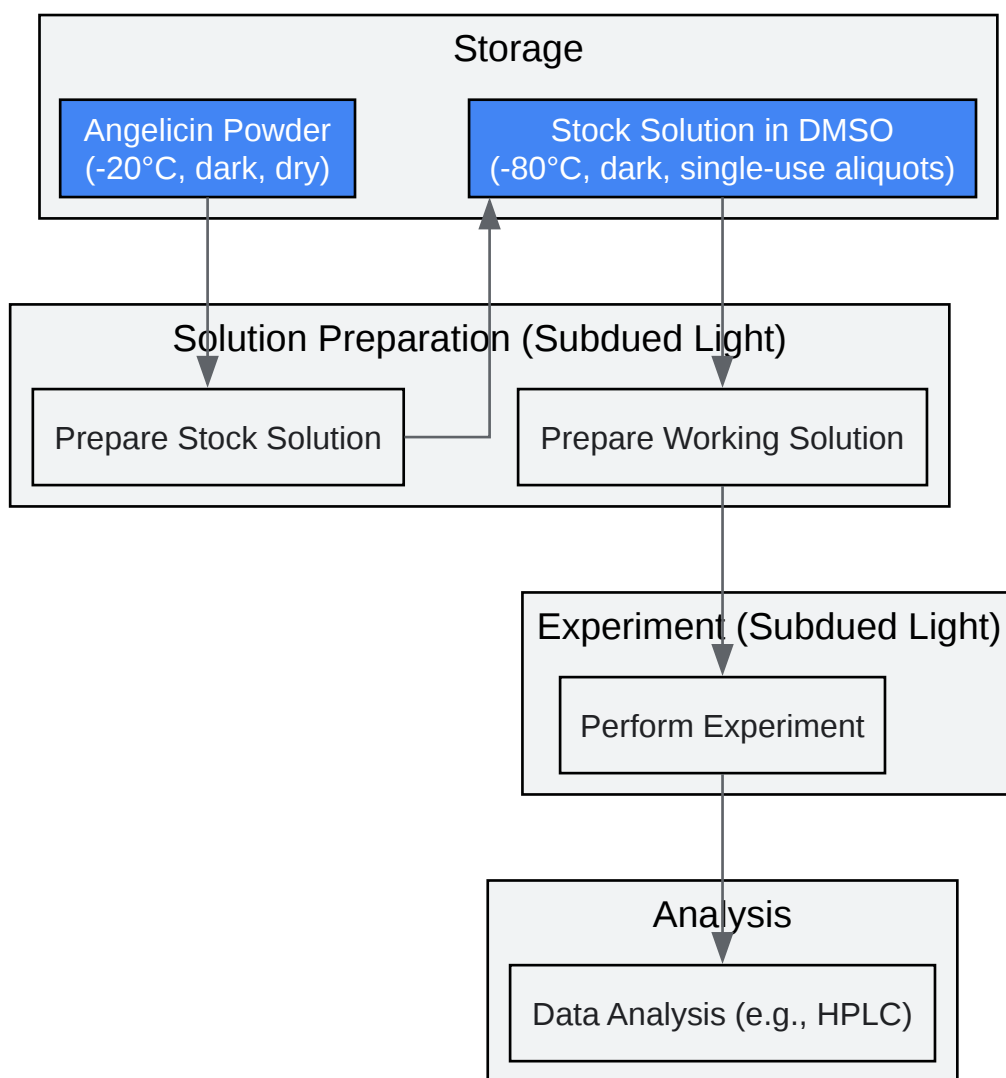 Storage
Angelicin Powder
(-20°C, dark, dry)
Stock Solution in DMSO
(-80°C, dark, single-use aliquots)
Solution Preparation (Subdued Light)
Prepare Stock Solution
Prepare Working Solution
Experiment (Subdued Light)
Perform Experiment
Analysis
Data Analysis (e.g., HPLC)